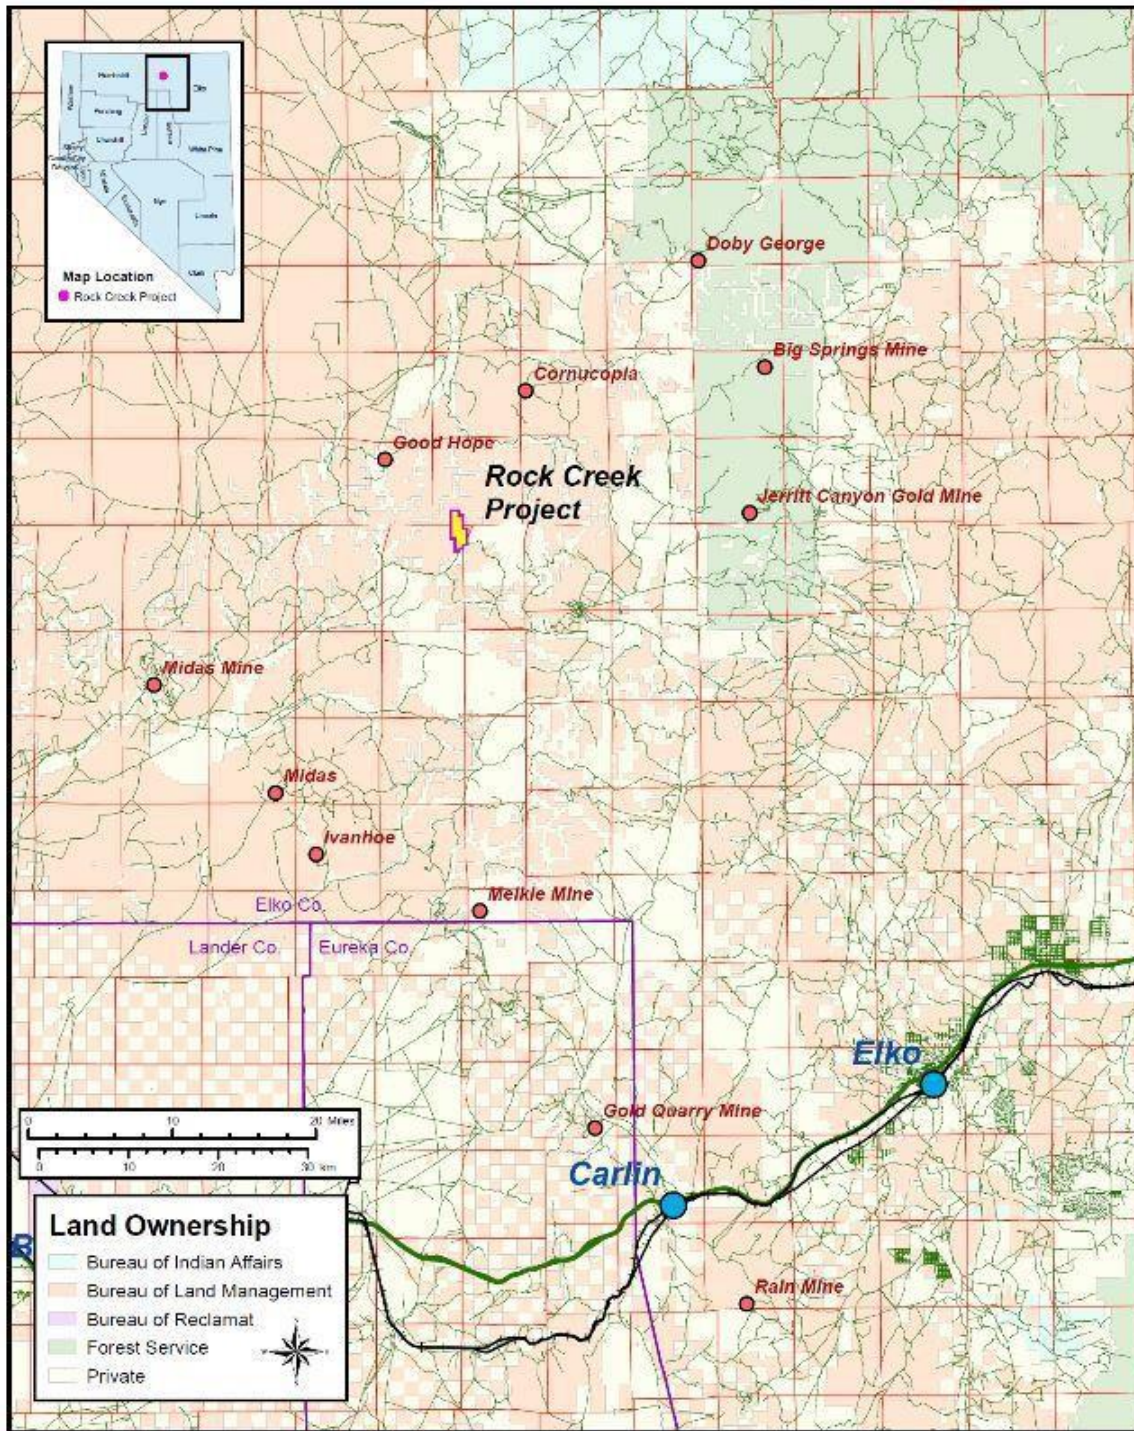 Humboldt
Elko
Pershing
Churchill
White Pine
Nye
Lincoln
Clark
Map Location
Rock Creek Project
Doby George
Big Springs Mine
Cornucopia
Good Hope
Rock Creek
Project
Jerritt Canyon Gold Mine
Midas Mine
Midas
Ivanhoe
Meikle Mine
Elko Co.
Lander Co.
Eureka Co.
Elko
Gold Quarry Mine
Carlin
0 10 20 Miles
0 10 20 30 km
Land Ownership
B
Bureau of Indian Affairs
Bureau of Land Management
Bureau of Reclamat
Forest Service
Private
Rain Mine